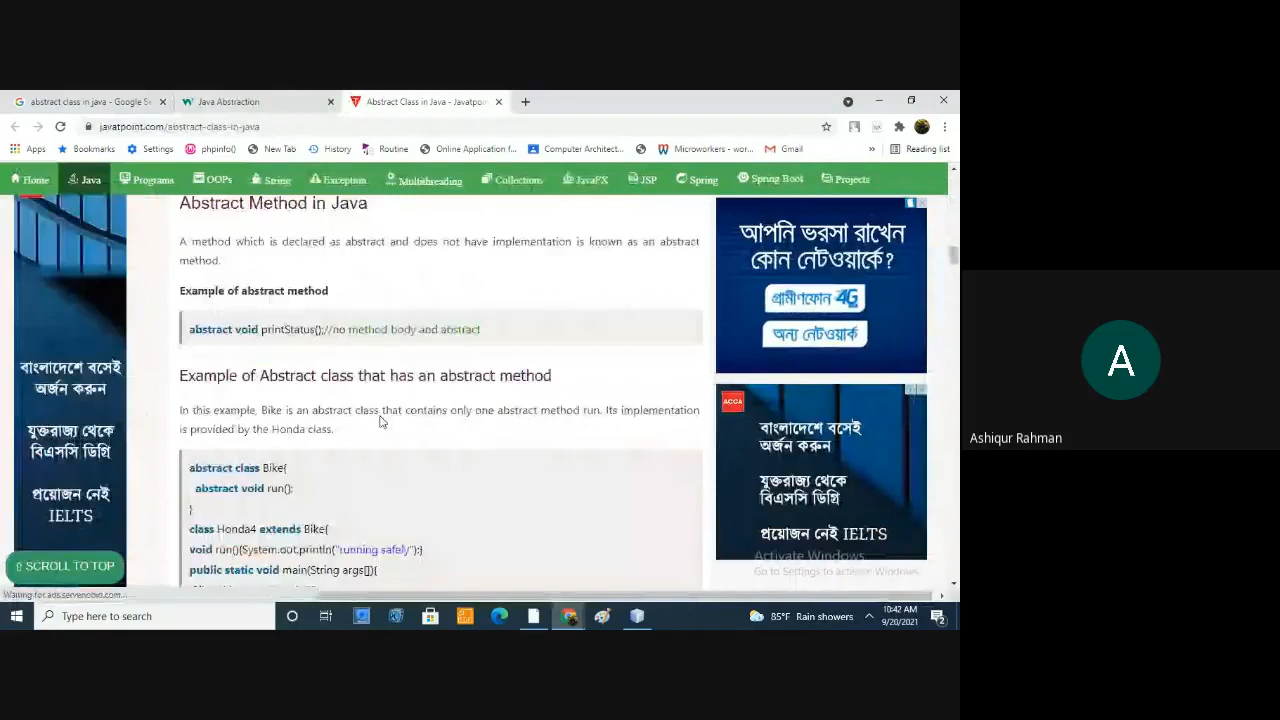 abstract class in java - Google S
Java Abstraction
Abstract Class in Java - Javatpoint
javatpoint.com/abstract-class-in-java
Apps
Bookmarks
Settings
phpinfo()
New Tab
History
Routine
Online Application f...
Computer Architect...
Microworkers - wor...
Gmail
»
Reading list
Home
Java
Programs
OOPs
String
Exception
Multithreading
Collections
JavaFX
JSP
Spring
Spring Boot
Projects
Abstract Method in Java
A method which is declared as abstract and does not have implementation is known as an abstract
method.
Example of abstract method
abstract void printStatus();//no method body and abstract
Example of Abstract class that has an abstract method
In this example, Bike is an abstract class that contains only one abstract method run. Its implementation
is provided by the Honda class.
abstract class Bike{
abstract void run();
}
class Honda4 extends Bike{
void run(){System.out.println("running safely");}
public static void main(String args[]){
বাংলাদেশে বসেই
অর্জন করুন
যুক্তরাজ্য থেকে
বিএসসি ডিগ্রি
প্রয়োজন নেই
IELTS
⇧ SCROLL TO TOP
আপনি ভরসা রাখেন
কোন নেটওয়ার্কে?
গ্রামীণফোন 4G
অন্য নেটওয়ার্ক
ACCA
বাংলাদেশে বসেই
অর্জন করুন
যুক্তরাজ্য থেকে
বিএসসি ডিগ্রি
প্রয়োজন নেই IELTS
Activate Windows
Go to Settings to activate Windows.
Type here to search
85°F Rain showers
10:42 AM
9/20/2021
2
A
Ashiqur Rahman